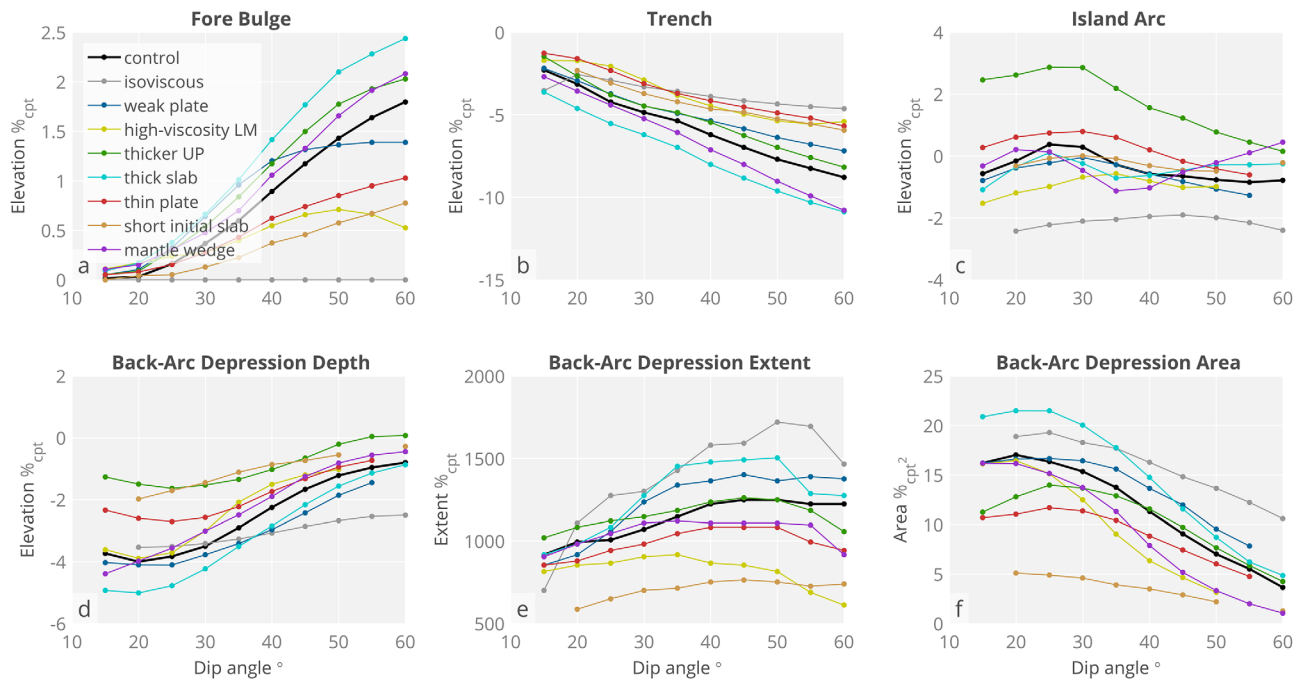 Fore Bulge
2.5
2
1.5
1
0.5
0
Elevation %cpt
control
isoviscous
weak plate
high-viscosity LM
thicker UP
thick slab
thin plate
short initial slab
mantle wedge
a
10 20 30 40 50 60
Trench
0
-5
-10
-15
Elevation %cpt
b
10 20 30 40 50 60
Island Arc
4
2
0
-2
-4
Elevation %cpt
c
10 20 30 40 50 60
Back-Arc Depression Depth
2
0
-2
-4
-6
Elevation %cpt
d
10 20 30 40 50 60
Dip angle °
Back-Arc Depression Extent
2000
1500
1000
500
Extent %cpt
e
10 20 30 40 50 60
Dip angle °
Back-Arc Depression Area
25
20
15
10
5
0
Area %cpt²
f
10 20 30 40 50 60
Dip angle °